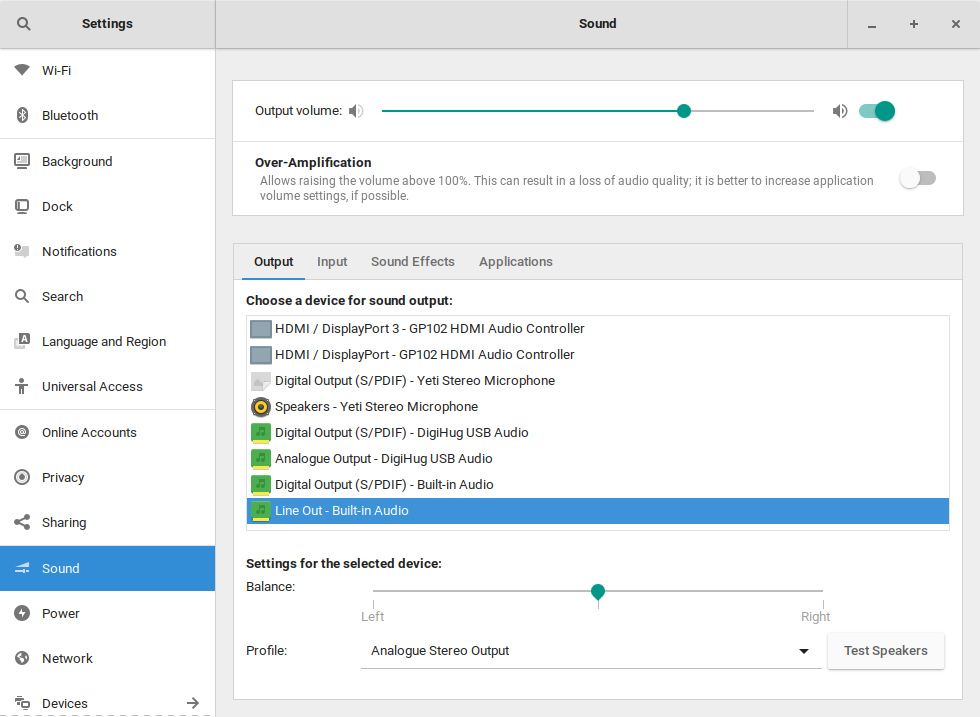 Settings
Sound
Wi-Fi
Bluetooth
Background
Dock
Notifications
Search
Language and Region
Universal Access
Online Accounts
Privacy
Sharing
Sound
Power
Network
Devices
Output volume:
Over-Amplification
Allows raising the volume above 100%. This can result in a loss of audio quality; it is better to increase application
volume settings, if possible.
Output Input Sound Effects Applications
Choose a device for sound output:
HDMI / DisplayPort 3 - GP102 HDMI Audio Controller
HDMI / DisplayPort - GP102 HDMI Audio Controller
Digital Output (S/PDIF) - Yeti Stereo Microphone
Speakers - Yeti Stereo Microphone
Digital Output (S/PDIF) - DigiHug USB Audio
Analogue Output - DigiHug USB Audio
Digital Output (S/PDIF) - Built-in Audio
Line Out - Built-in Audio
Settings for the selected device:
Balance:
Left Right
Profile: Analogue Stereo Output Test Speakers